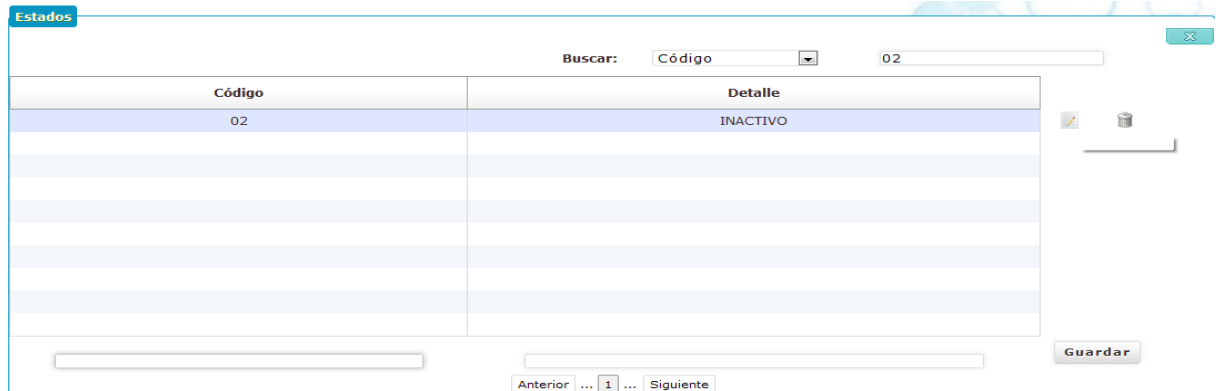 Estados
Buscar: Código 02
Código Detalle
02 INACTIVO
Guardar
Anterior ... 1 ... Siguiente